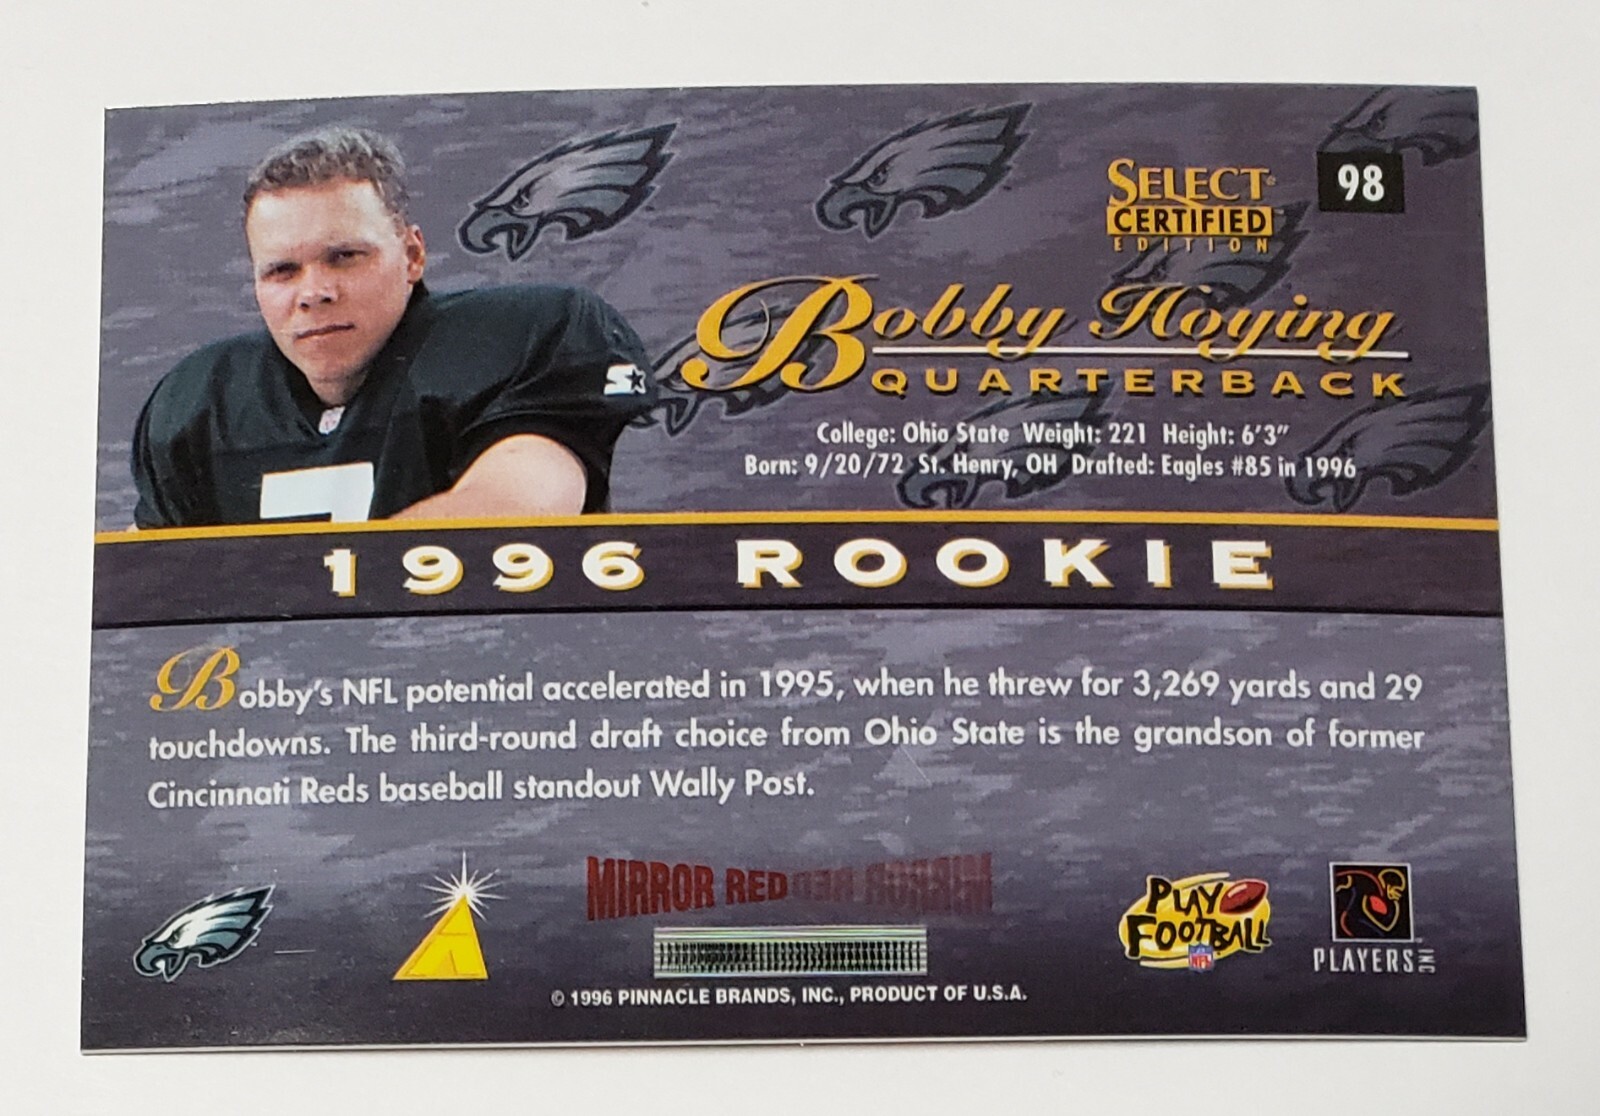 98
SELECT®
CERTIFIED
EDITION
Bobby Hoying
QUARTERBACK
College: Ohio State Weight: 221 Height: 6'3"
Born: 9/20/72 St. Henry, OH Drafted: Eagles #85 in 1996
1996 ROOKIE
Bobby's NFL potential accelerated in 1995, when he threw for 3,269 yards and 29
touchdowns. The third-round draft choice from Ohio State is the grandson of former
Cincinnati Reds baseball standout Wally Post.
MIRROR RED
PLAY
FOOTBALL
NFL
PLAYERS INC
© 1996 PINNACLE BRANDS, INC., PRODUCT OF U.S.A.